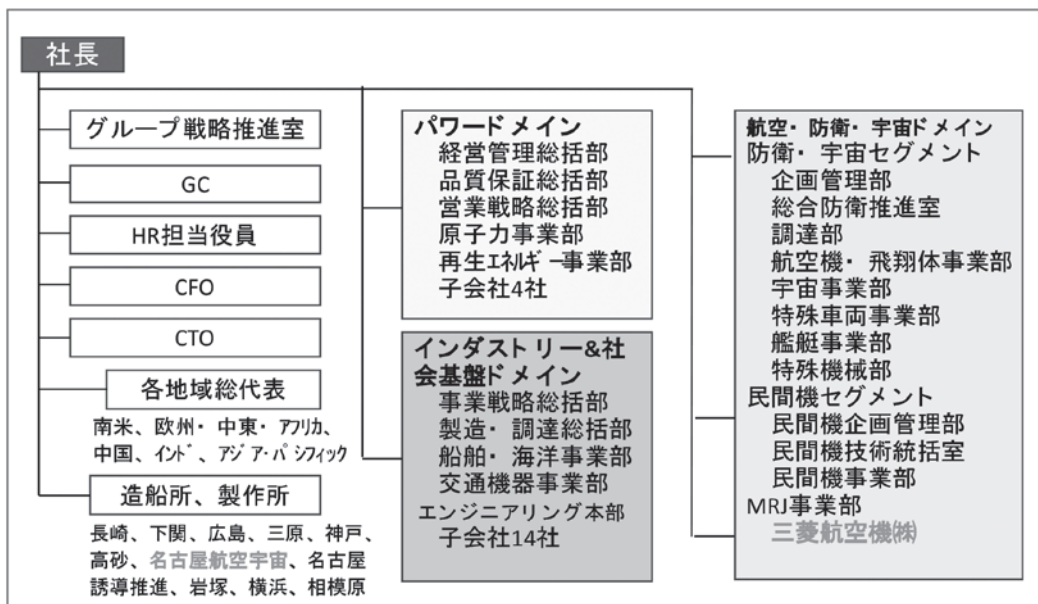 社長
グループ戦略推進室
GC
HR担当役員
CFO
CTO
各地域総代表
南米、欧州・中東・アフリカ、
中国、インド、アジア・パシフィック
造船所、製作所
長崎、下関、広島、三原、神戸、
高砂、名古屋航空宇宙、名古屋
誘導推進、岩塚、横浜、相模原
パワードメイン
経営管理総括部
品質保証総括部
営業戦略総括部
原子力事業部
再生エネルギー事業部
子会社4社
インダストリー&社
会基盤ドメイン
事業戦略総括部
製造・調達総括部
船舶・海洋事業部
交通機器事業部
エンジニアリング本部
子会社14社
航空・防衛・宇宙ドメイン
防衛・宇宙セグメント
企画管理部
総合防衛推進室
調達部
航空機・飛翔体事業部
宇宙事業部
特殊車両事業部
艦艇事業部
特殊機械部
民間機セグメント
民間機企画管理部
民間機技術統括室
民間機事業部
MRJ事業部
三菱航空機㈱